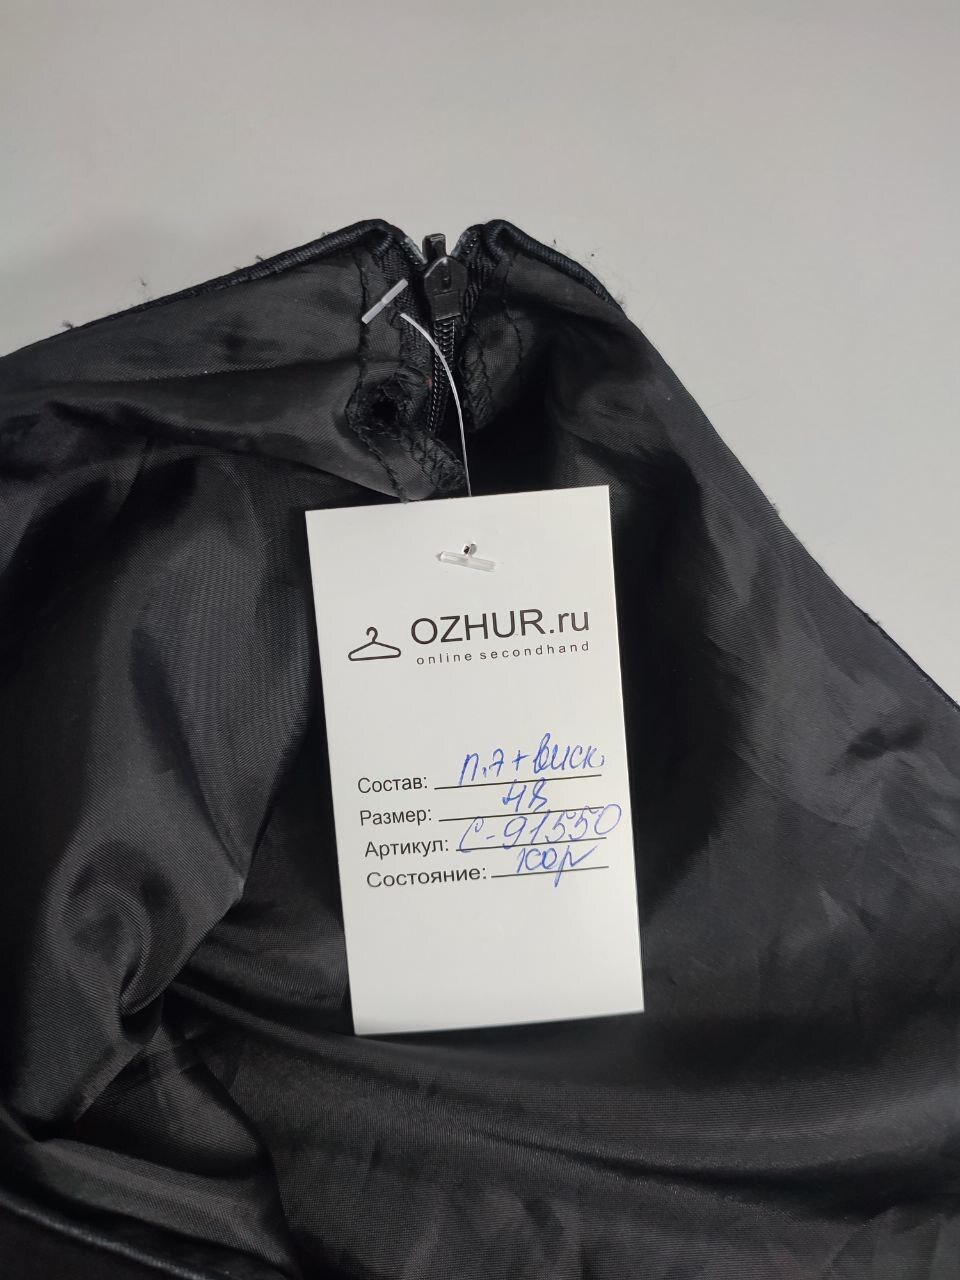 OZHUR.ru
online secondhand
Состав: п.э + виск.
Размер: 48
Артикул: С-91550
Состояние: хор